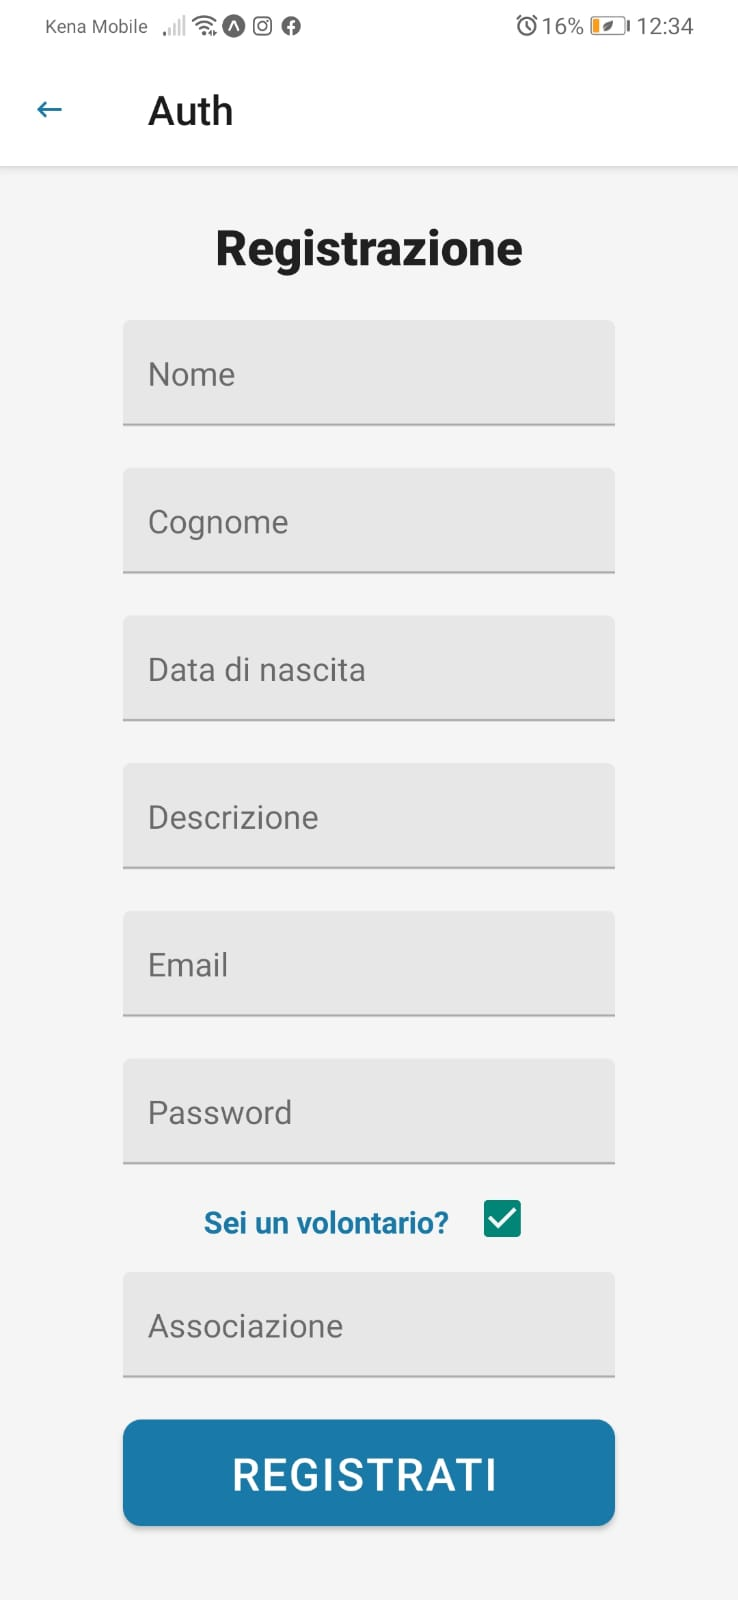 Kena Mobile 16% 12:34
Auth
Registrazione
Nome
Cognome
Data di nascita
Descrizione
Email
Password
Sei un volontario?
Associazione
REGISTRATI